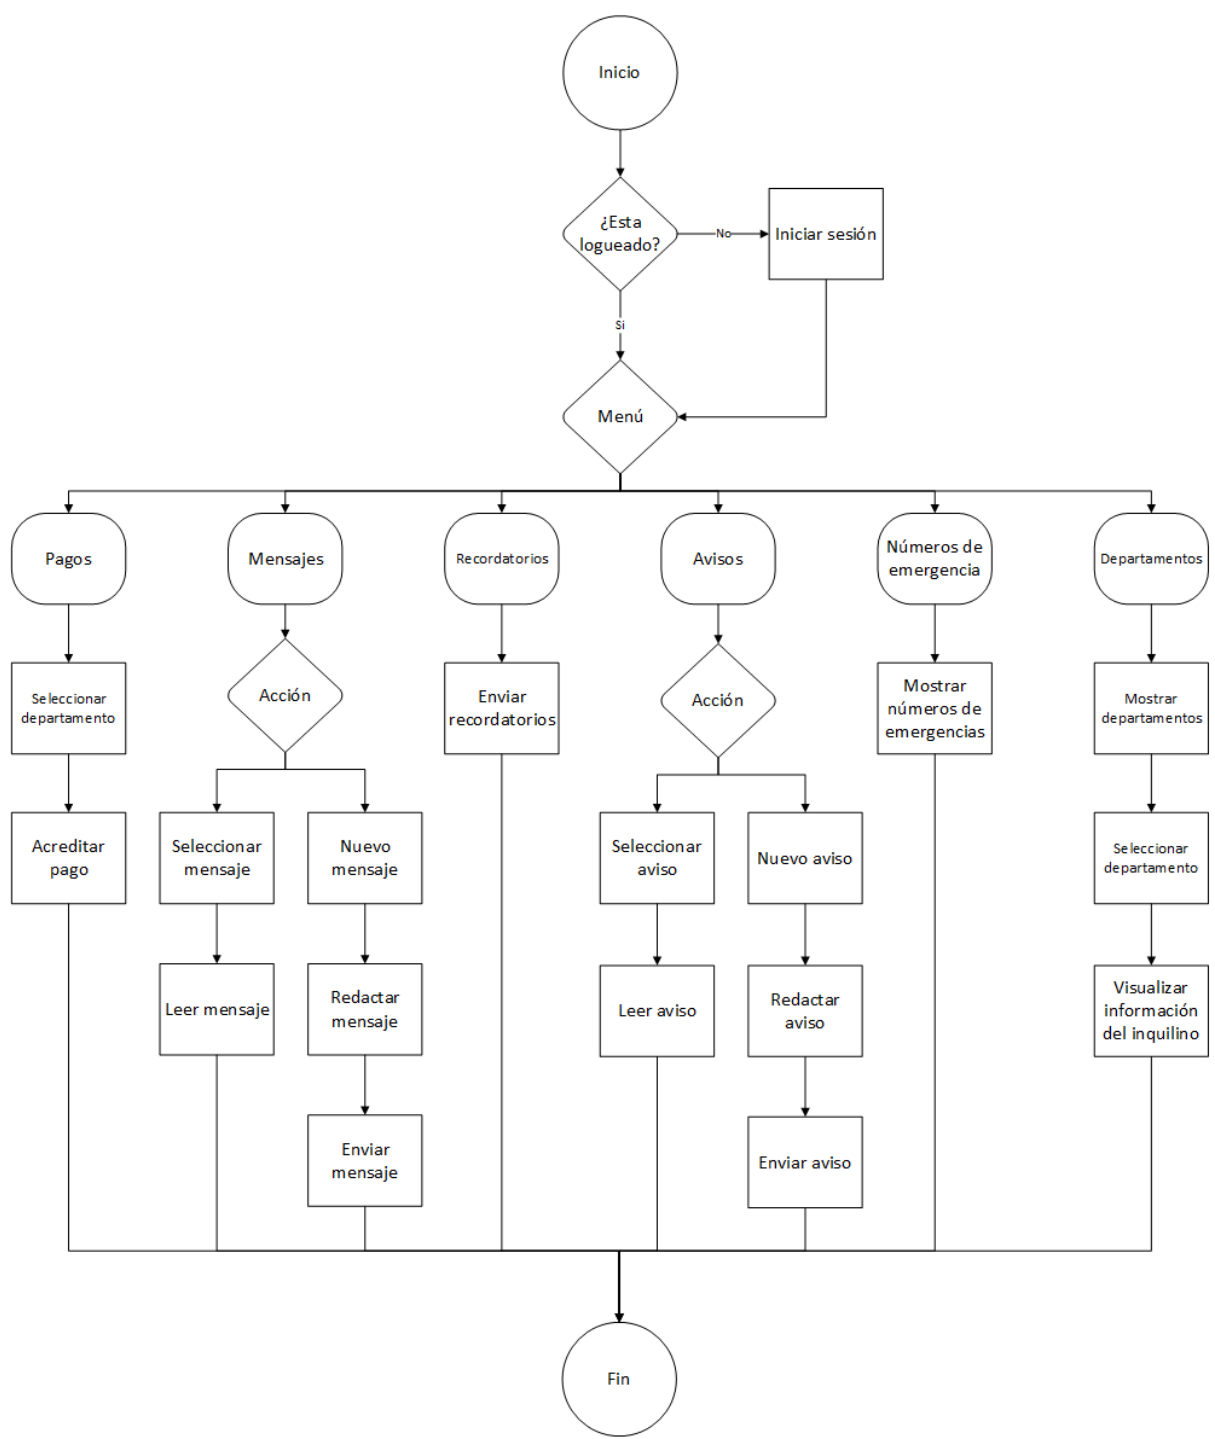 Inicio
¿Esta
logueado?
No
Iniciar sesión
Si
Menú
Pagos
Mensajes
Recordatorios
Avisos
Números de
emergencia
Departamentos
Seleccionar
departamento
Acción
Enviar
recordatorios
Acción
Mostrar
números de
emergencias
Mostrar
departamentos
Acreditar
pago
Seleccionar
mensaje
Nuevo
mensaje
Seleccionar
aviso
Nuevo aviso
Seleccionar
departamento
Leer mensaje
Redactar
mensaje
Leer aviso
Redactar
aviso
Visualizar
información
del inquilino
Enviar
mensaje
Enviar aviso
Fin